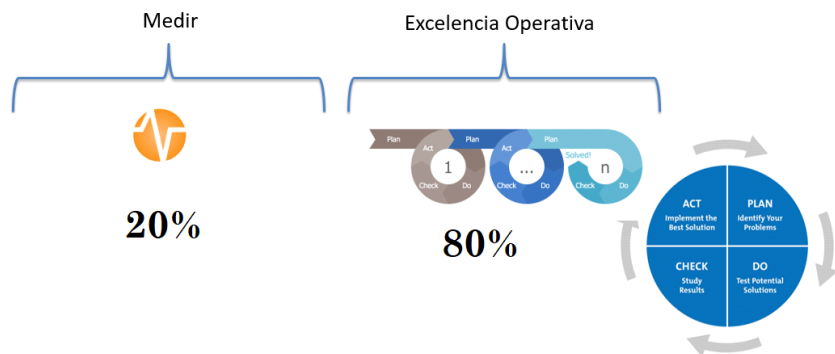 Medir
Excelencia Operativa
Plan
Plan
Plan
Act
Act
Solved!
1
...
n
Check
Do
Check
Do
Check
Do
20%
80%
ACT
Implement the
Best Solution
PLAN
Identify Your
Problems
CHECK
Study
Results
DO
Test Potential
Solutions